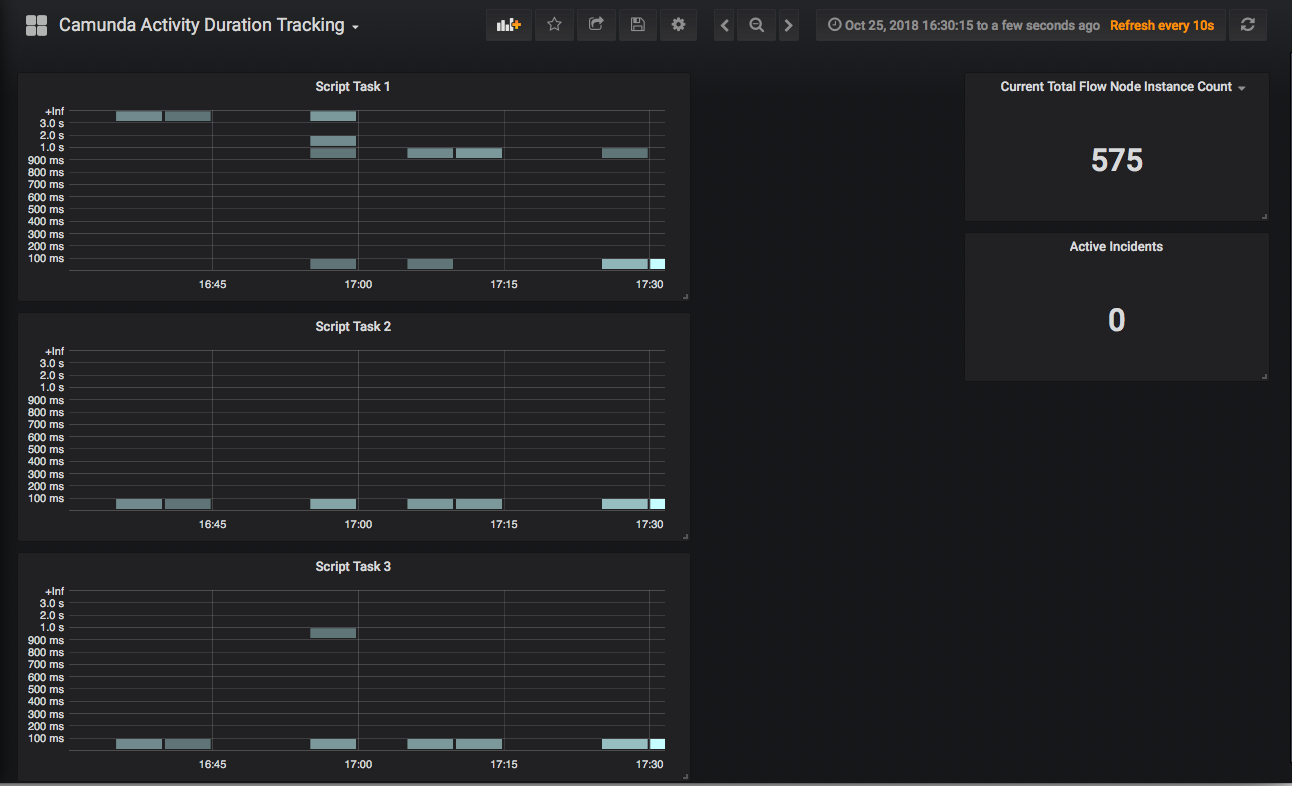 Camunda Activity Duration Tracking
Oct 25, 2018 16:30:15 to a few seconds ago Refresh every 10s
Script Task 1
+Inf
3.0 s
2.0 s
1.0 s
900 ms
800 ms
700 ms
600 ms
500 ms
400 ms
300 ms
200 ms
100 ms
16:45 17:00 17:15 17:30
Current Total Flow Node Instance Count
575
Active Incidents
0
Script Task 2
+Inf
3.0 s
2.0 s
1.0 s
900 ms
800 ms
700 ms
600 ms
500 ms
400 ms
300 ms
200 ms
100 ms
16:45 17:00 17:15 17:30
Script Task 3
+Inf
3.0 s
2.0 s
1.0 s
900 ms
800 ms
700 ms
600 ms
500 ms
400 ms
300 ms
200 ms
100 ms
16:45 17:00 17:15 17:30